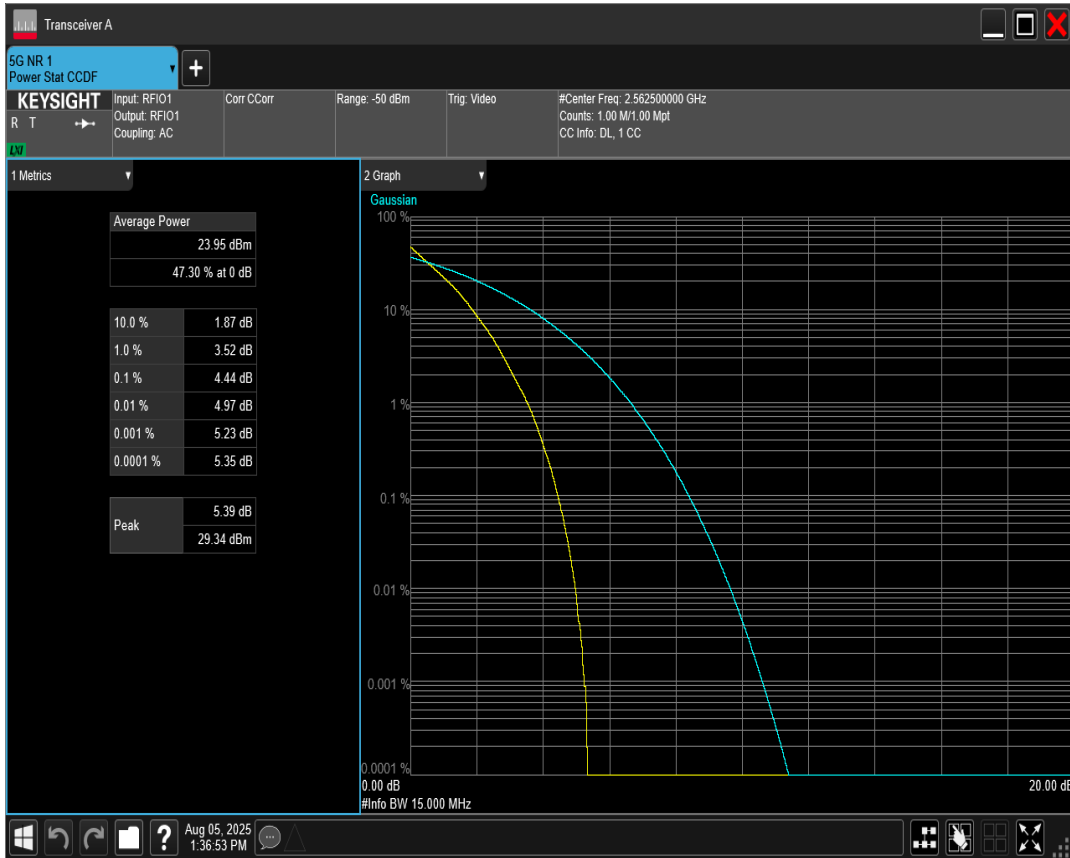 Transceiver A
5G NR 1
Power Stat CCDF
KEYSIGHT
R T
LXI
Input: RFIO1
Output: RFIO1
Coupling: AC
Corr CCorr
Range: -50 dBm
Trig: Video
#Center Freq: 2.562500000 GHz
Counts: 1.00 M/1.00 Mpt
CC Info: DL, 1 CC
1 Metrics
Average Power
23.95 dBm
47.30 % at 0 dB
10.0 % 1.87 dB
1.0 % 3.52 dB
0.1 % 4.44 dB
0.01 % 4.97 dB
0.001 % 5.23 dB
0.0001 % 5.35 dB
Peak
5.39 dB
29.34 dBm
2 Graph
Gaussian
100 %
10 %
1 %
0.1 %
0.01 %
0.001 %
0.0001 %
0.00 dB 20.00 dB
#Info BW 15.000 MHz
?
Aug 05, 2025
1:36:53 PM